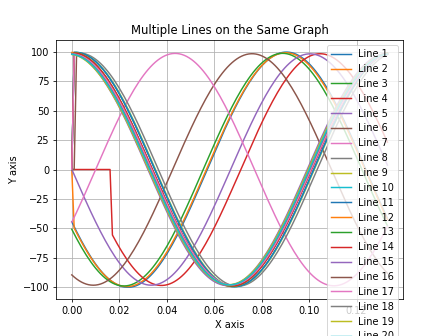 Multiple Lines on the Same Graph
100
75
50
25
0
−25
−50
−75
−100
Y axis
0.00
0.02
0.04
0.06
0.08
0.10
X axis
Line 1
Line 2
Line 3
Line 4
Line 5
Line 6
Line 7
Line 8
Line 9
Line 10
Line 11
Line 12
Line 13
Line 14
Line 15
Line 16
Line 17
Line 18
Line 19
Line 20